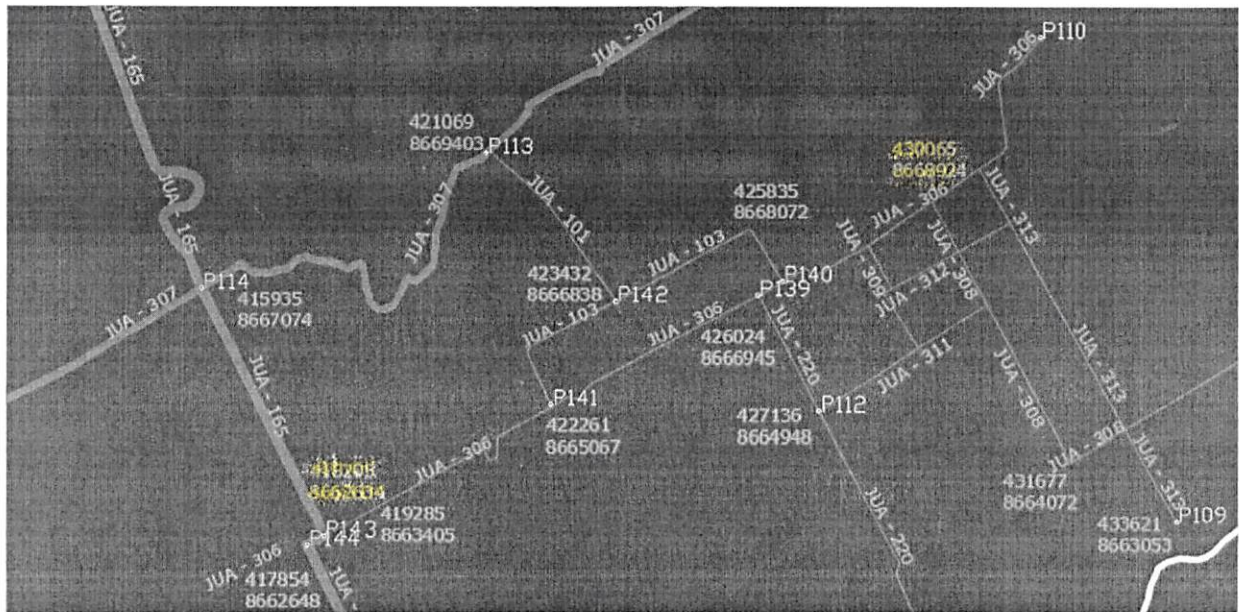 JUA - 165
JUA - 307
JUA - 306
P110
421069
8669403
P113
430065
8668924
JUA - 165
JUA - 307
JUA - 101
425835
8668072
JUA - 103
JUA - 306
JUA - 309
JUA - 308
JUA - 313
P114
415935
8667074
423432
8666838
P142
P140
P139
JUA - 312
JUA - 307
JUA - 103
JUA - 306
426024
8666945
JUA - 220
JUA - 311
JUA - 165
P141
422261
8665067
P112
427136
8664948
JUA - 308
JUA - 313
JUA - 306
JUA - 308
8662634
419285
8663405
431677
8664072
JUA - 220
JUA - 313
P109
433621
8663053
P143
P144
JUA - 306
417854
8662648
JUA -